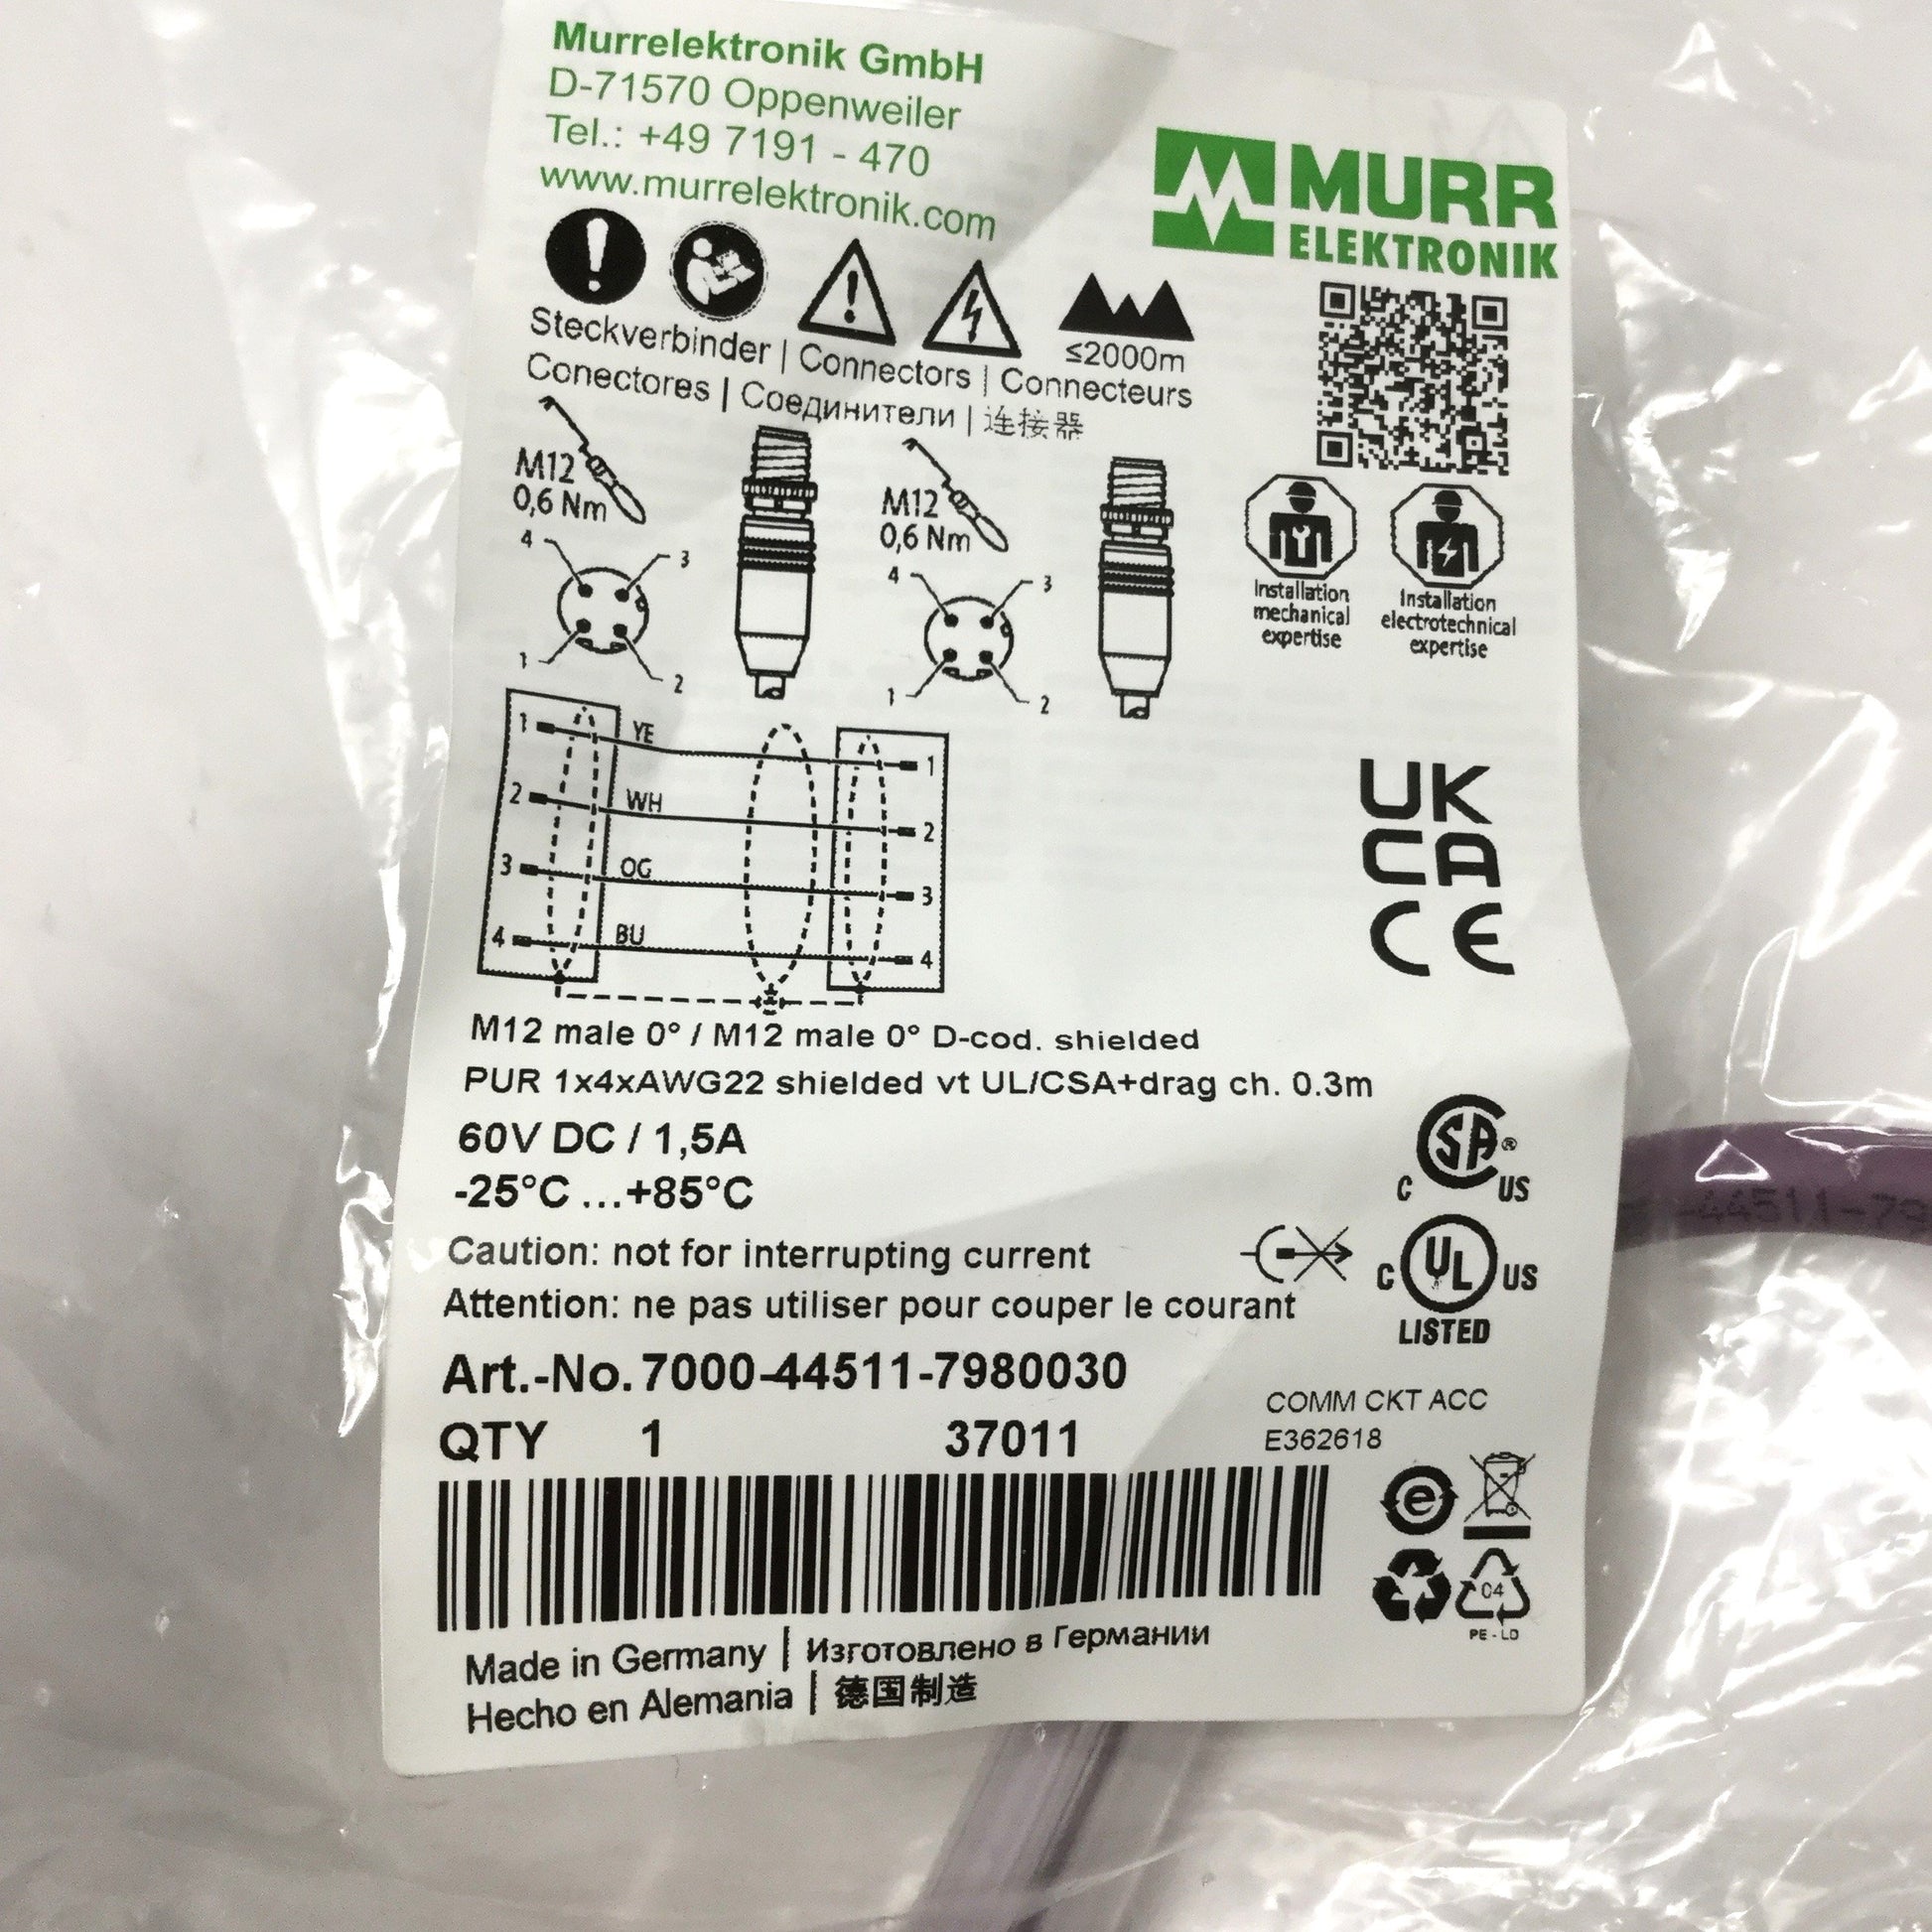 Murrelektronik GmbH
D-71570 Oppenweiler
Tel.: +49 7191 - 470
www.murrelektronik.com
MURR
ELEKTRONIK
≤2000m
Steckverbinder | Connectors | Connecteurs
Conectores | Соединители | 连接器
M12
0,6 Nm
4
3
1
2
M12
0,6 Nm
4
3
1
2
Installation
mechanical
expertise
Installation
electrotechnical
expertise
1 YE 1
2 WH 2
3 OG 3
4 BU 4
UK
CA
CE
M12 male 0° / M12 male 0° D-cod. shielded
PUR 1x4xAWG22 shielded vt UL/CSA+drag ch. 0.3m
60V DC / 1,5A
-25°C ...+85°C
C SA® US
Caution: not for interrupting current
Attention: ne pas utiliser pour couper le courant
C UL US
LISTED
Art.-No. 7000-44511-7980030
QTY 1 37011
COMM CKT ACC
E362618
e
04
PE-LD
Made in Germany | Изготовлено в Германии
Hecho en Alemania | 德国制造
-44511-79